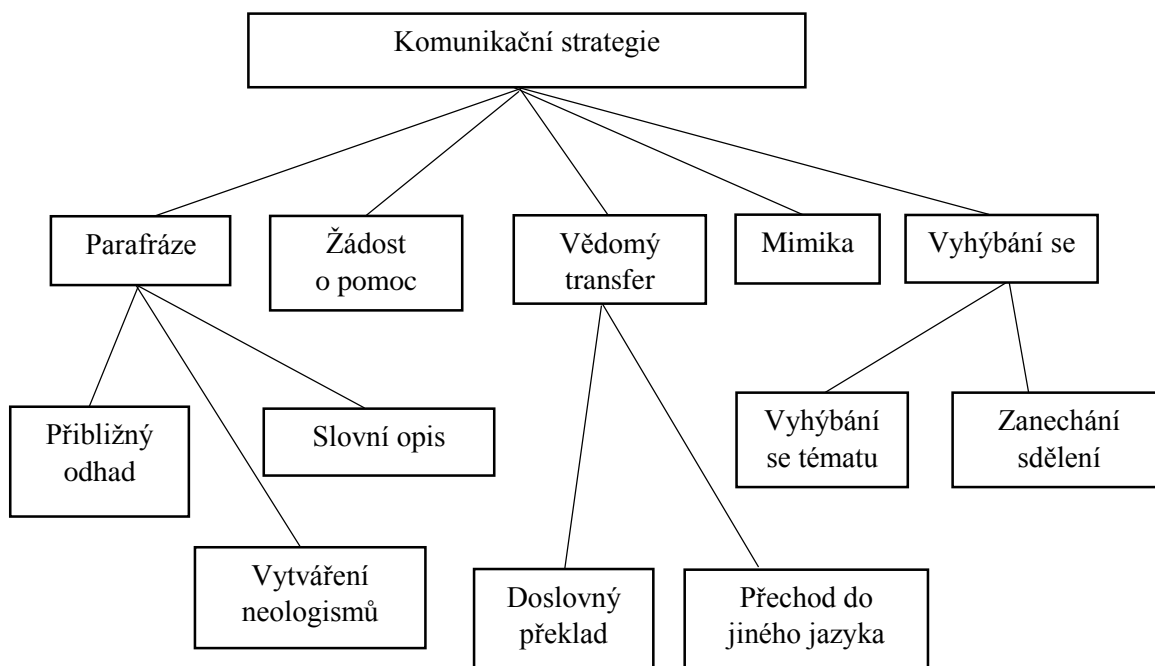 Komunikační strategie
Parafráze
Žádost
o pomoc
Vědomý
transfer
Mimika
Vyhýbání se
Přibližný
odhad
Slovní opis
Vyhýbání
se tématu
Zanechání
sdělení
Vytváření
neologismů
Doslovný
překlad
Přechod do
jiného jazyka